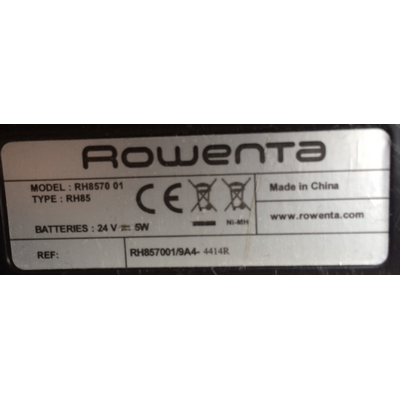 Rowenta
MODEL : RH8570 01
TYPE : RH85
BATTERIES : 24 V ⎓ 5W
CE
Ni-MH
Made in China
www.rowenta.com
REF:
RH857001/9A4- 4414R